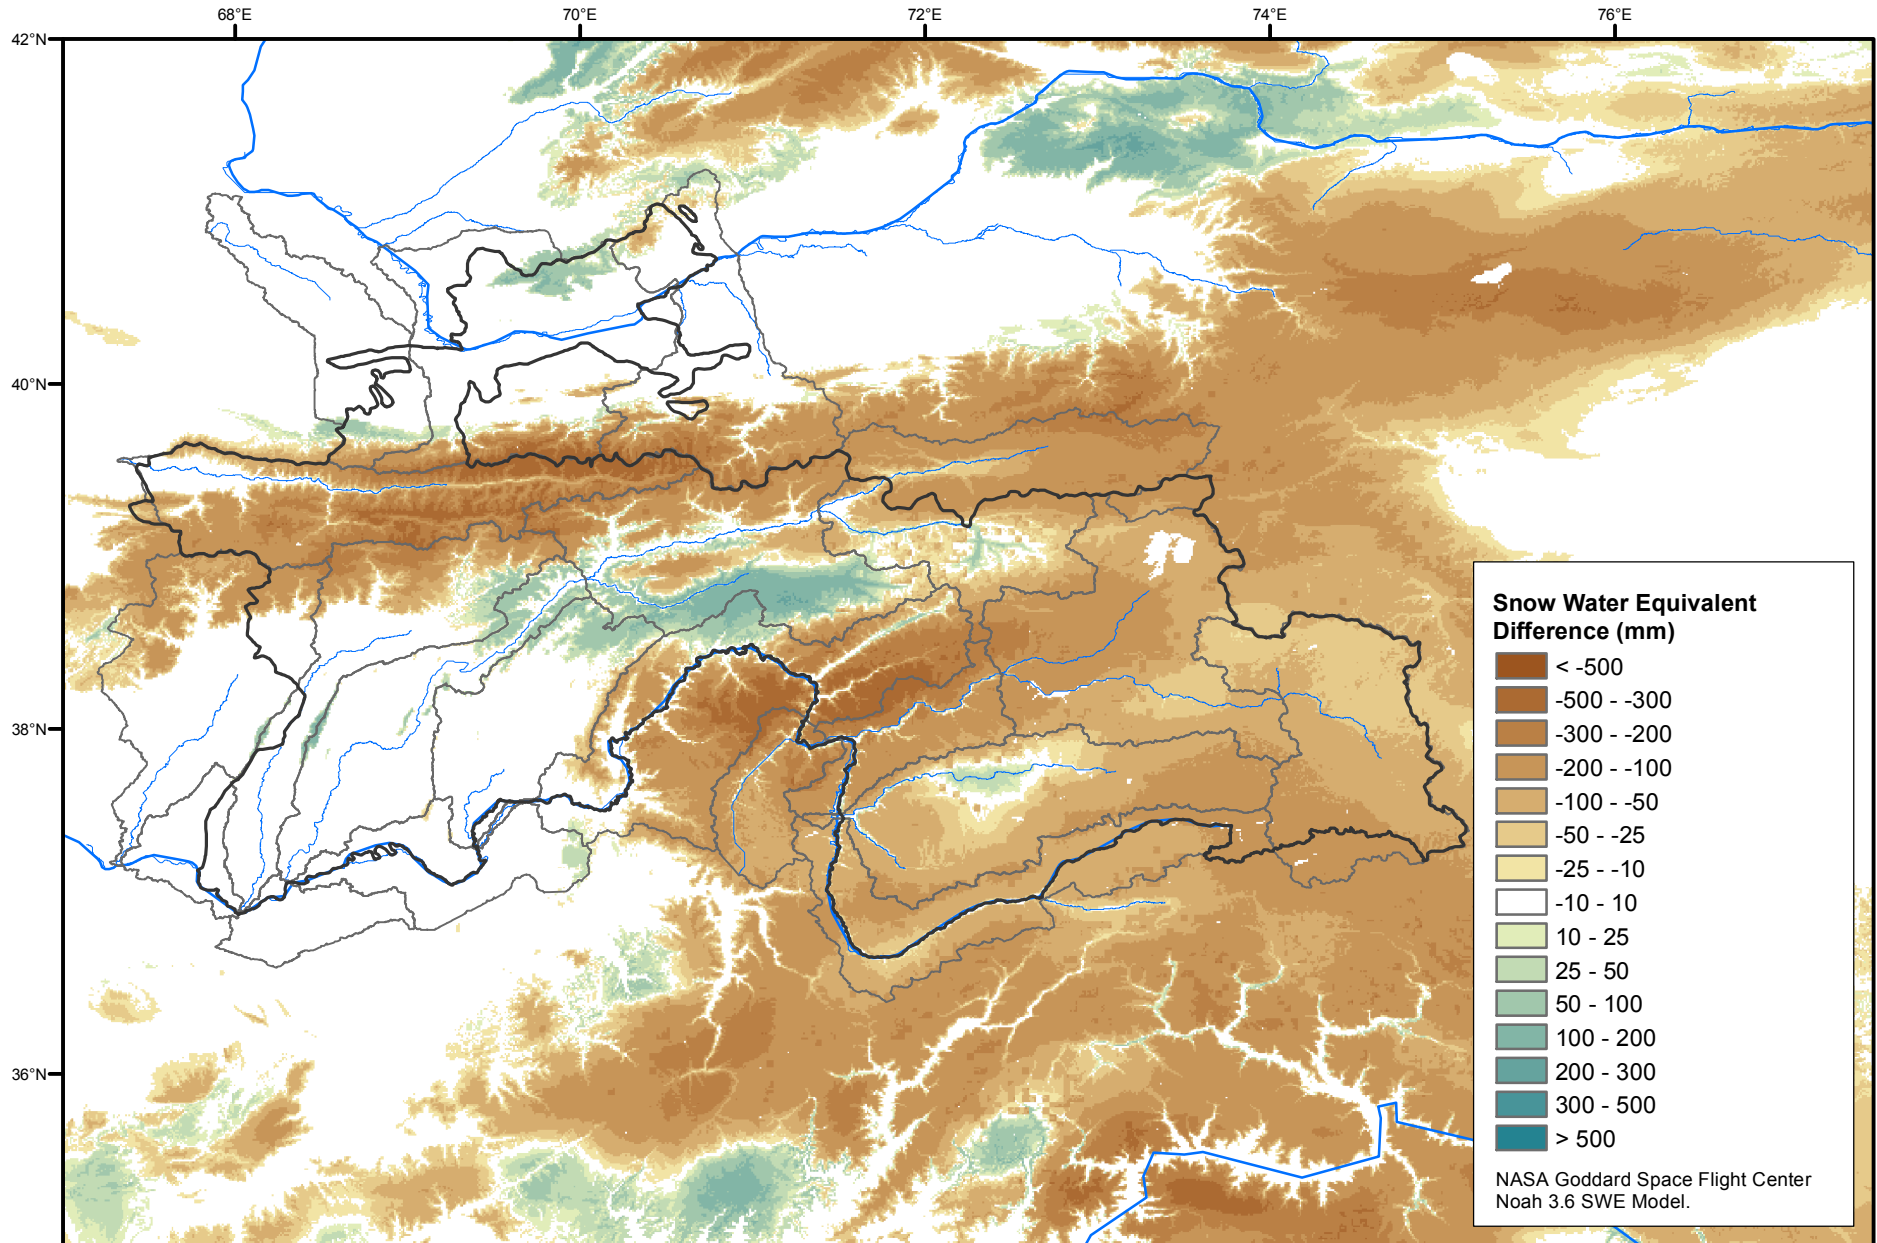 68°E
70°E
72°E
74°E
76°E
42°N
40°N
38°N
36°N
Snow Water Equivalent
Difference (mm)
< -500
-500 - -300
-300 - -200
-200 - -100
-100 - -50
-50 - -25
-25 - -10
-10 - 10
10 - 25
25 - 50
50 - 100
100 - 200
200 - 300
300 - 500
> 500
NASA Goddard Space Flight Center
Noah 3.6 SWE Model.